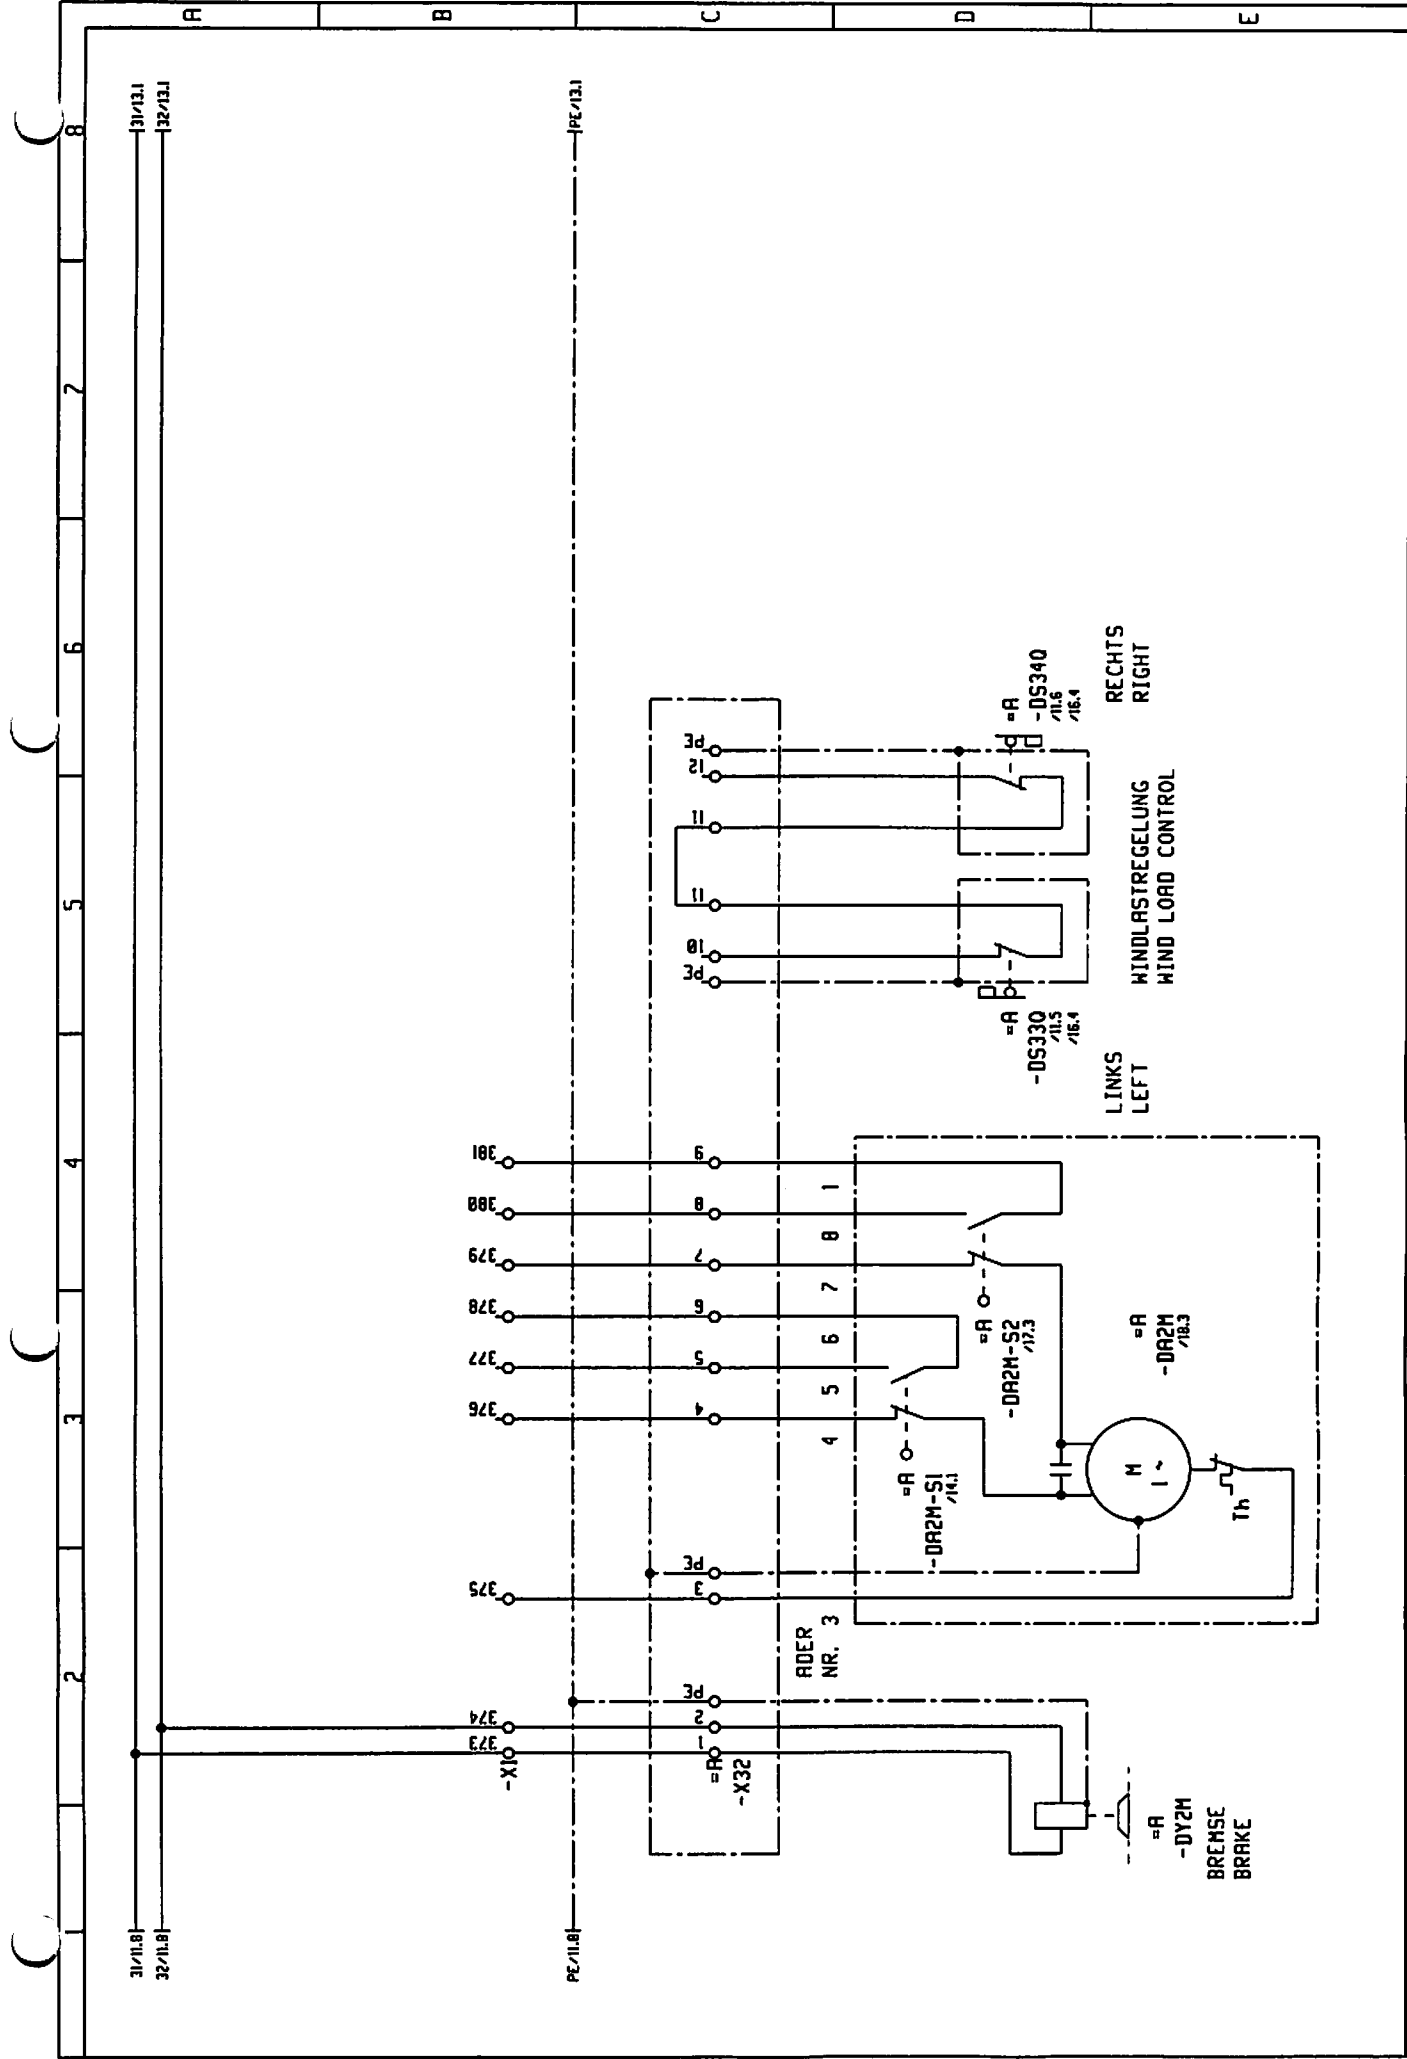 1 2 3 4 5 6 7 8
A
B
C
D
E
31/11.8
31/13.1
32/11.8
32/13.1
PE/11.8
PE/13.1
-X1
373 374 375 376 377 378 379 380 381
=A
-X32
1 2 PE 3 PE 4 5 6 7 8 9 PE 10 11 11 12 PE
ADER
NR. 3 4 5 6 7 8 1
=A
-DY2M
BREMSE
BRAKE
=A
-DA2M-S1
/14.1
=A
-DA2M-S2
/17.3
M
1 ~
Th
=A
-DA2M
/18.3
=A
-DS33Q
/11.5
/16.4
LINKS
LEFT
WINDLASTREGELUNG
WIND LOAD CONTROL
=A
-DS34Q
/11.6
/16.4
RECHTS
RIGHT